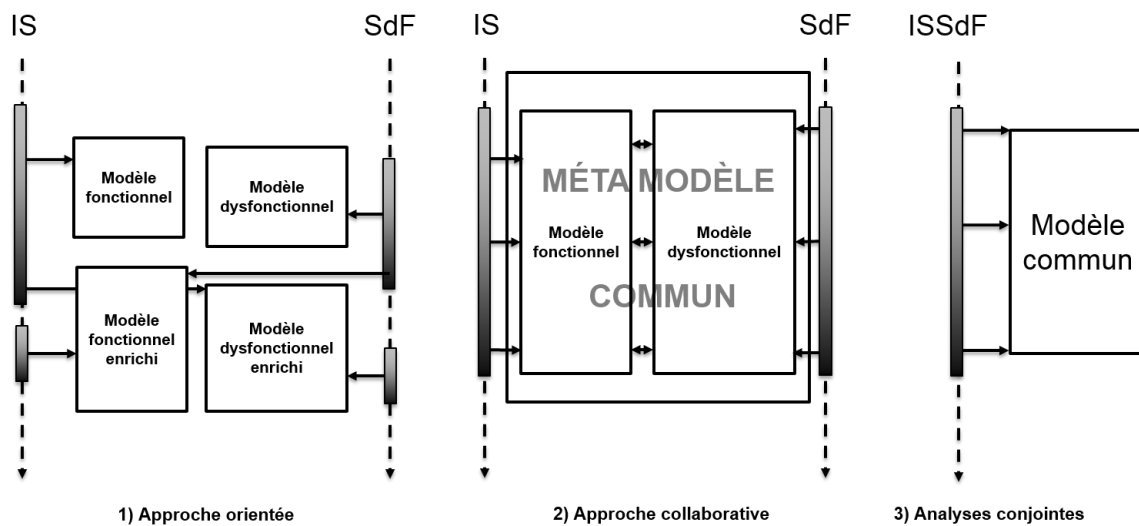 IS
SdF
Modèle
fonctionnel
Modèle
dysfonctionnel
Modèle
fonctionnel
enrichi
Modèle
dysfonctionnel
enrichi
1) Approche orientée
IS
SdF
MÉTA MODÈLE
Modèle
fonctionnel
Modèle
dysfonctionnel
COMMUN
2) Approche collaborative
ISSdF
Modèle
commun
3) Analyses conjointes